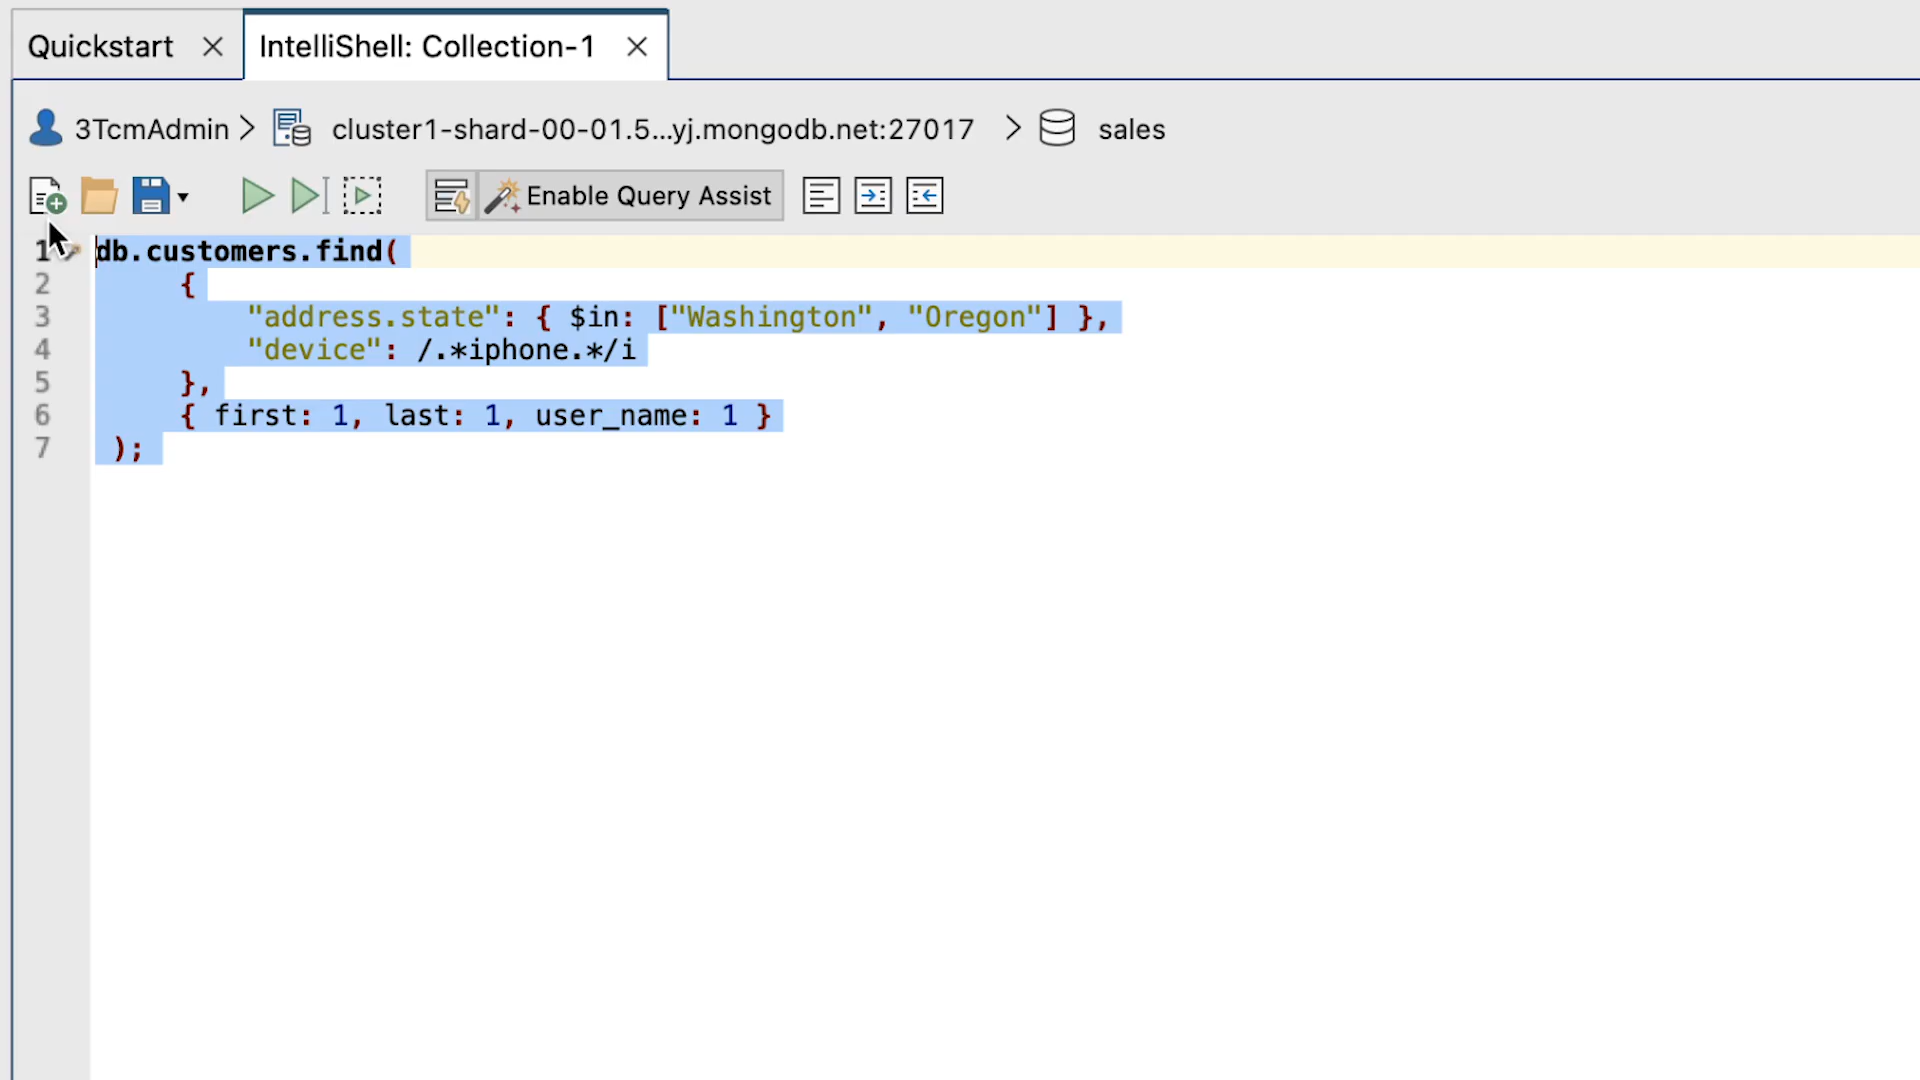 Quickstart
IntelliShell: Collection-1
3TcmAdmin
cluster1-shard-00-01.5...yj.mongodb.net:27017
sales
Enable Query Assist
1 db.customers.find(
2 {
3 "address.state": { $in: ["Washington", "Oregon"] },
4 "device": /.*iphone.*/i
5 },
6 { first: 1, last: 1, user_name: 1 }
7 );